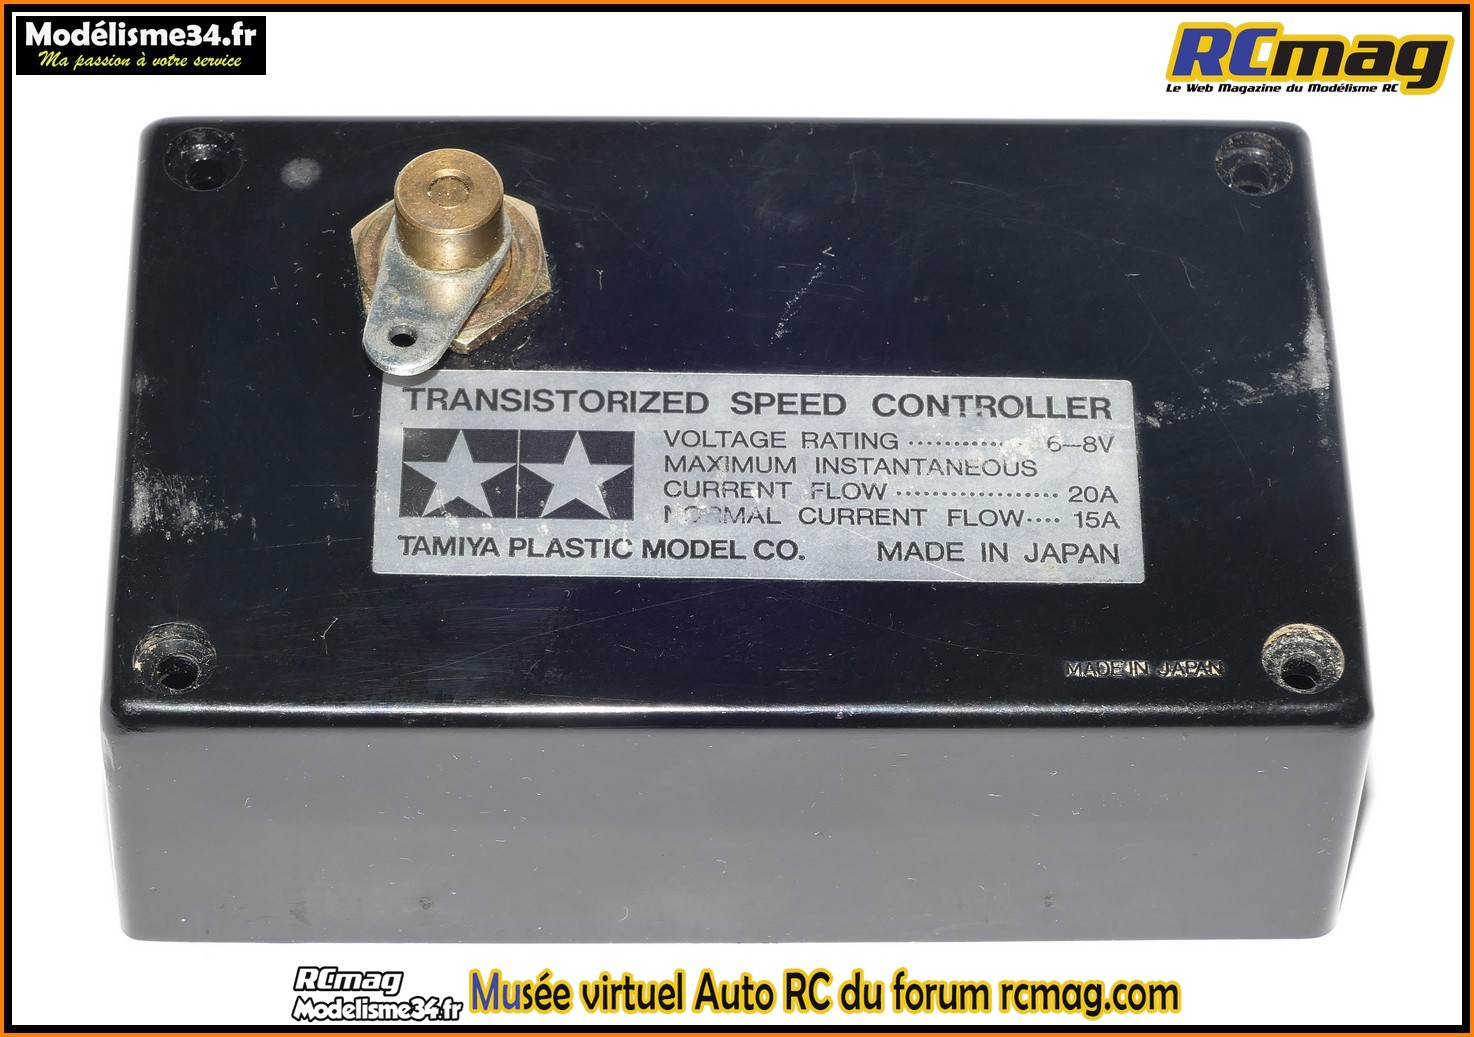 Modélisme34.fr
Ma passion à votre service
RCmag
Le Web Magazine du Modélisme RC
TRANSISTORIZED SPEED CONTROLLER
VOLTAGE RATING ············ 6–8V
MAXIMUM INSTANTANEOUS
CURRENT FLOW ·················· 20A
NORMAL CURRENT FLOW···· 15A
TAMIYA PLASTIC MODEL CO. MADE IN JAPAN
MADE IN JAPAN
RCmag
Modelisme34.fr
Musée virtuel Auto RC du forum rcmag.com